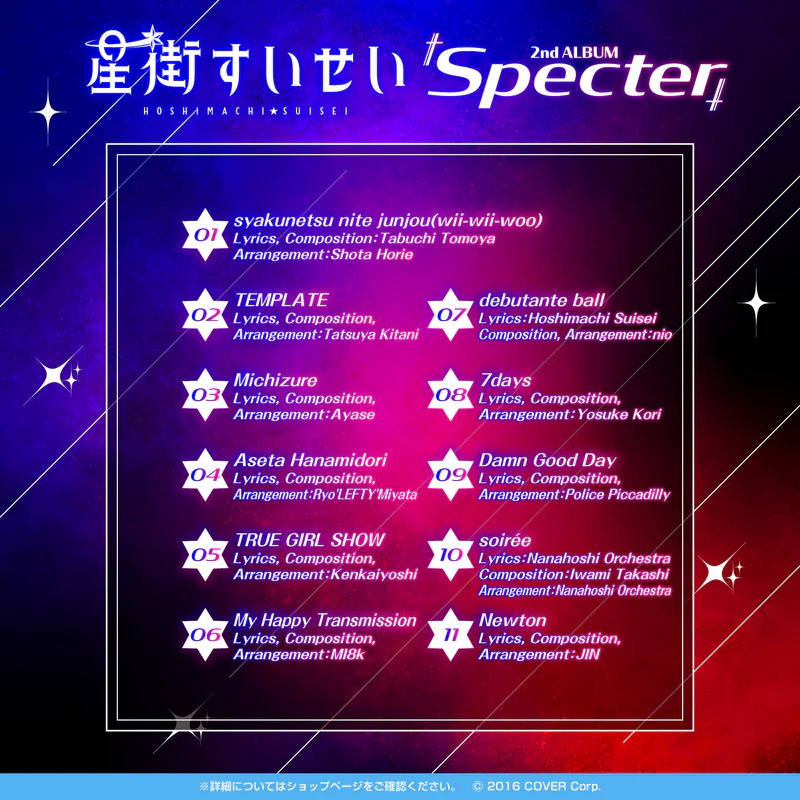 星街すいせい
HOSHIMACHI★SUISEI
2nd ALBUM
Specter
01
syakunetsu nite junjou(wii-wii-woo)
Lyrics, Composition:Tabuchi Tomoya
Arrangement:Shota Horie
02
TEMPLATE
Lyrics, Composition,
Arrangement:Tatsuya Kitani
03
Michizure
Lyrics, Composition,
Arrangement:Ayase
04
Aseta Hanamidori
Lyrics, Composition,
Arrangement:Ryo'LEFTY'Miyata
05
TRUE GIRL SHOW
Lyrics, Composition,
Arrangement:Kenkaiyoshi
06
My Happy Transmission
Lyrics, Composition,
Arrangement:MI8k
07
debutante ball
Lyrics:Hoshimachi Suisei
Composition, Arrangement:nio
08
7days
Lyrics, Composition,
Arrangement:Yosuke Kori
09
Damn Good Day
Lyrics, Composition,
Arrangement:Police Piccadilly
10
soirée
Lyrics:Nanahoshi Orchestra
Composition:Iwami Takashi
Arrangement:Nanahoshi Orchestra
11
Newton
Lyrics, Composition,
Arrangement:JIN
※詳細についてはショップページをご確認ください。 © 2016 COVER Corp.